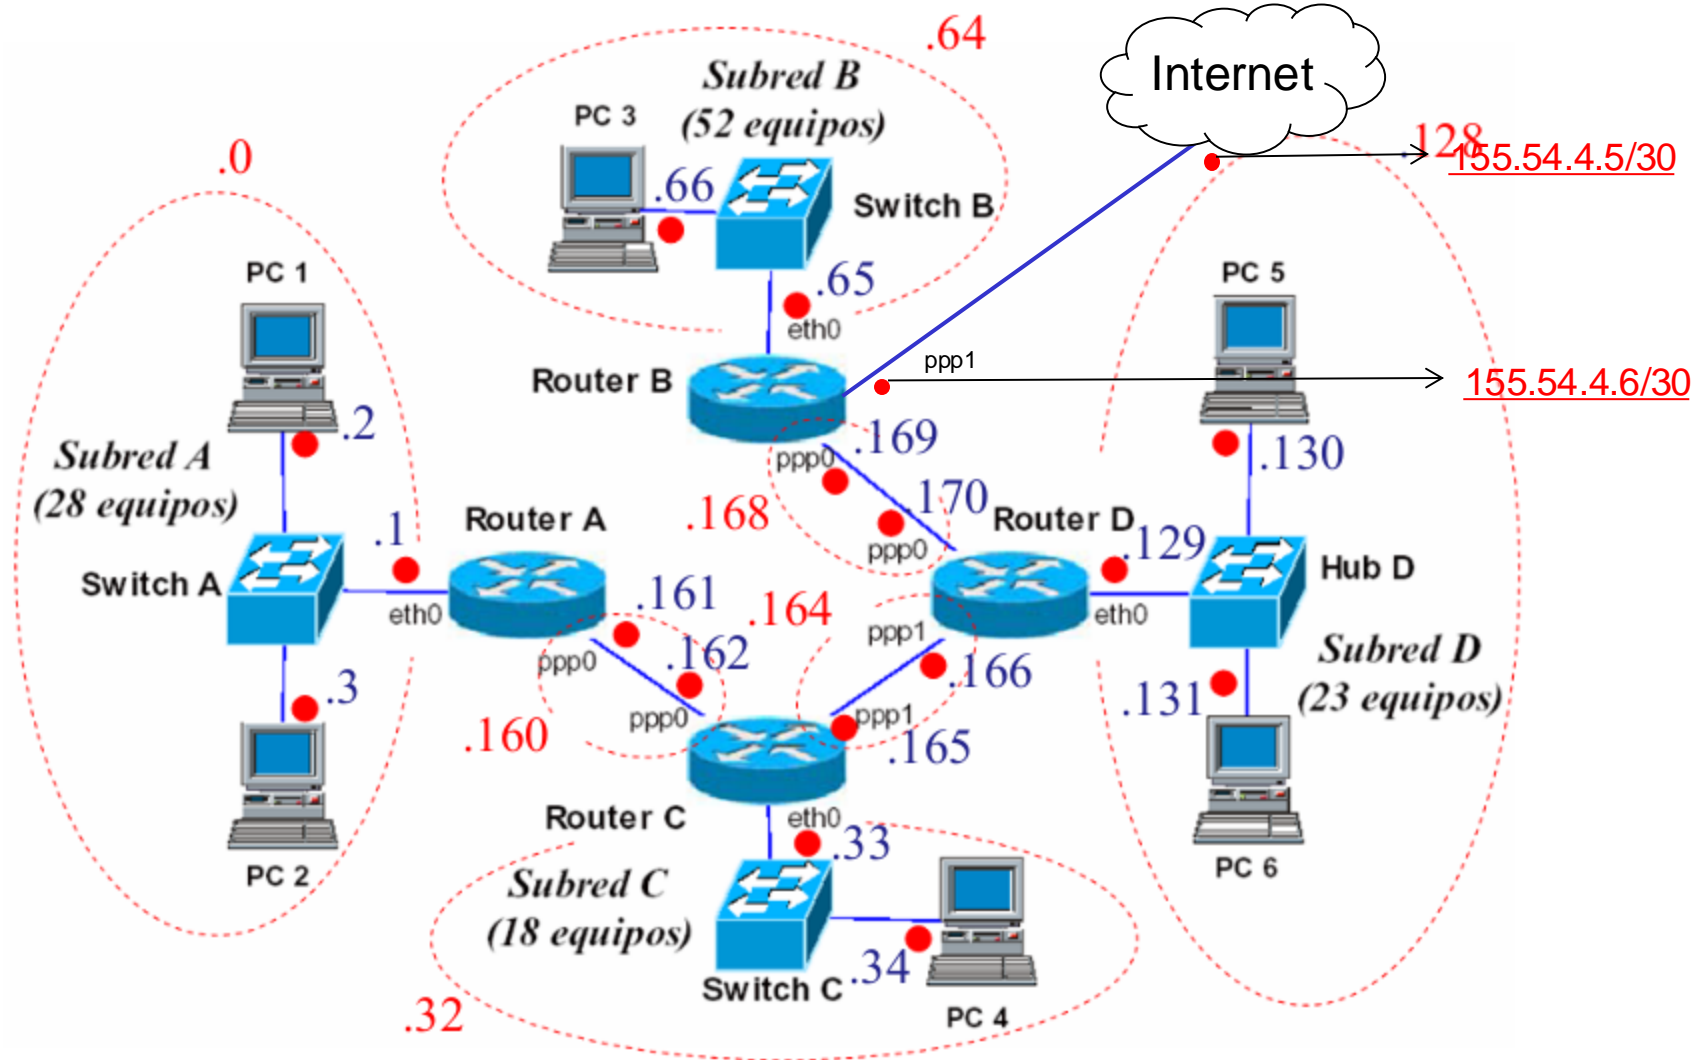 .64
Internet
Subred B
(52 equipos)
PC 3
.128
155.54.4.5/30
.0
.66
Switch B
PC 1
.65
eth0
PC 5
Router B
ppp1
155.54.4.6/30
.2
.169
ppp0
.130
Subred A
(28 equipos)
.168
.170
Router A
Router D
.1
ppp0
.129
Hub D
Switch A
eth0
.161
.164
eth0
ppp1
ppp0
.162
.166
Subred D
(23 equipos)
.3
.131
.160
ppp0
ppp1
.165
Router C
eth0
.33
PC 2
PC 6
Subred C
(18 equipos)
.34
Switch C
.32
PC 4